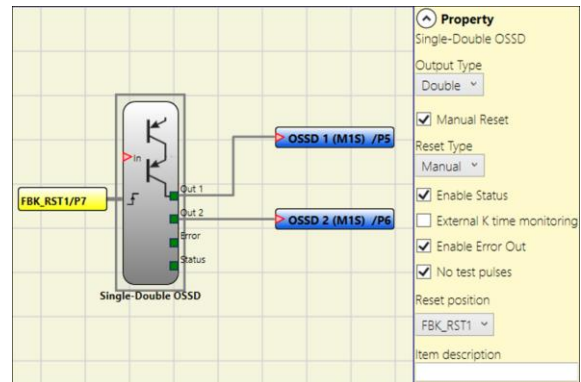 In
FBK_RST1/P7
Out 1
Out 2
Error
Status
Single-Double OSSD
OSSD 1 (M1S) /P5
OSSD 2 (M1S) /P6
Property
Single-Double OSSD
Output Type
Double
Manual Reset
Reset Type
Manual
Enable Status
External K time monitoring
Enable Error Out
No test pulses
Reset position
FBK_RST1
Item description